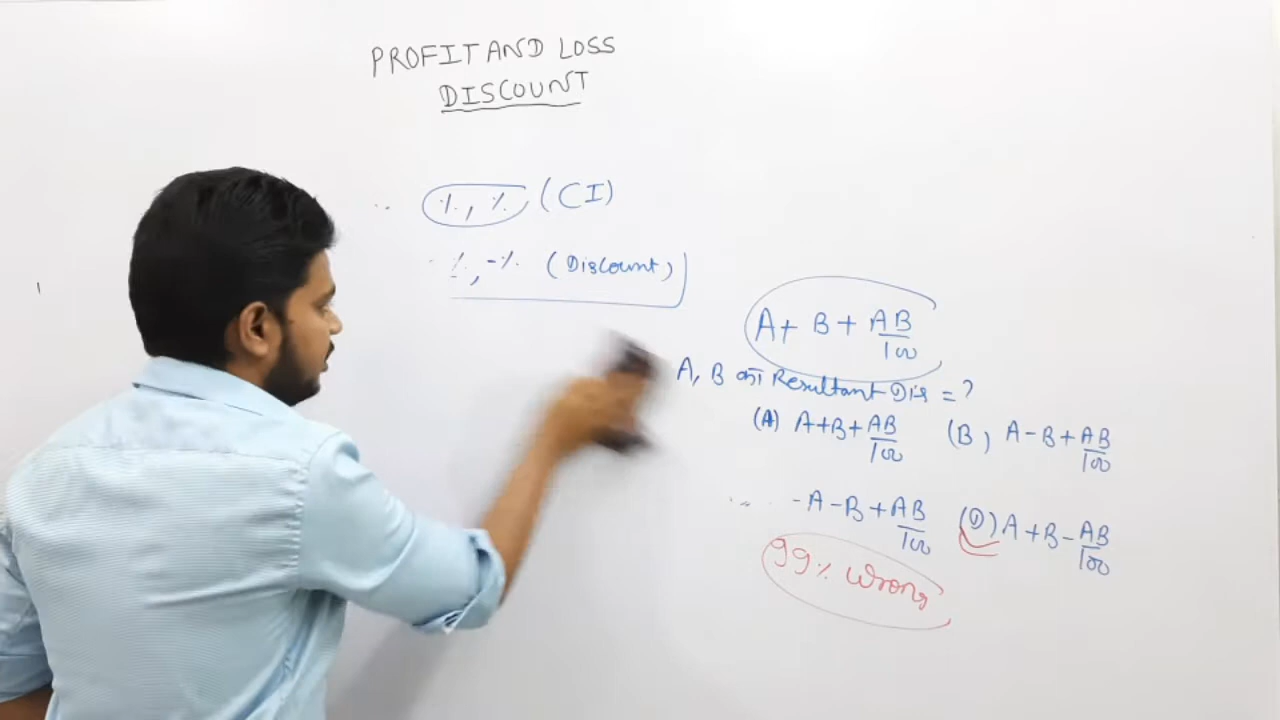 PROFIT AND LOSS
DISCOUNT
%, % (CI)
%, -% (Discount)
A + B + AB/100
A, B का Resultant Dis = ?
(A) A+B+AB/100 (B) A-B+AB/100
-A-B+AB/100 (D) A+B-AB/100
99% Wrong